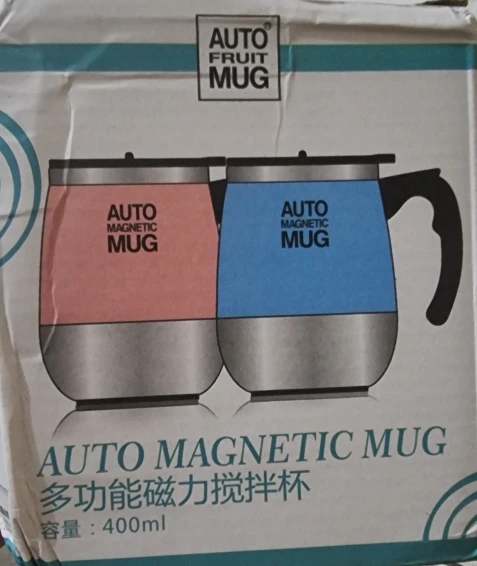 AUTO®
FRUIT
MUG
AUTO
MAGNETIC
MUG
AUTO
MAGNETIC
MUG
AUTO MAGNETIC MUG
多功能磁力搅拌杯
容量：400ml